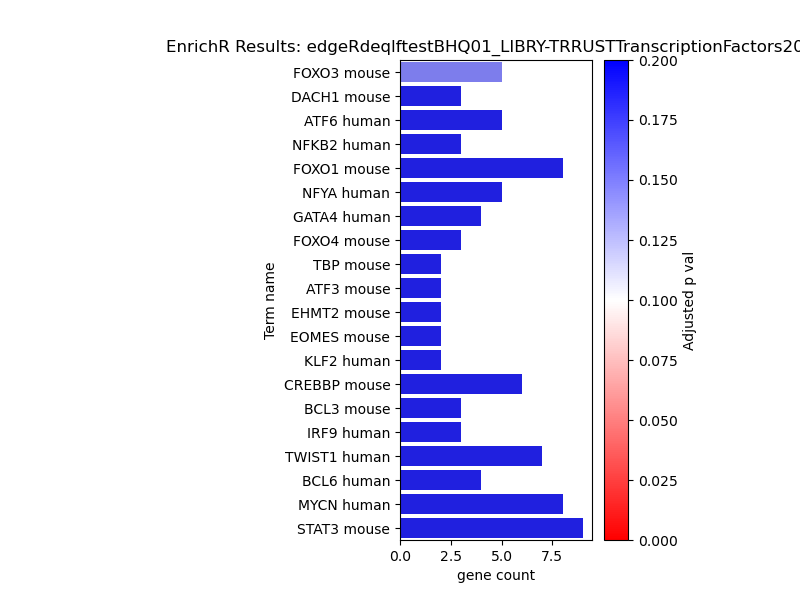 EnrichR Results: edgeRdeqlftestBHQ01_LIBRY-TRRUSTTranscriptionFactors20
FOXO3 mouse
DACH1 mouse
ATF6 human
NFKB2 human
FOXO1 mouse
NFYA human
GATA4 human
FOXO4 mouse
TBP mouse
ATF3 mouse
EHMT2 mouse
EOMES mouse
KLF2 human
CREBBP mouse
BCL3 mouse
IRF9 human
TWIST1 human
BCL6 human
MYCN human
STAT3 mouse
Term name
0.0 2.5 5.0 7.5
gene count
0.200
0.175
0.150
0.125
0.100
0.075
0.050
0.025
0.000
Adjusted p val